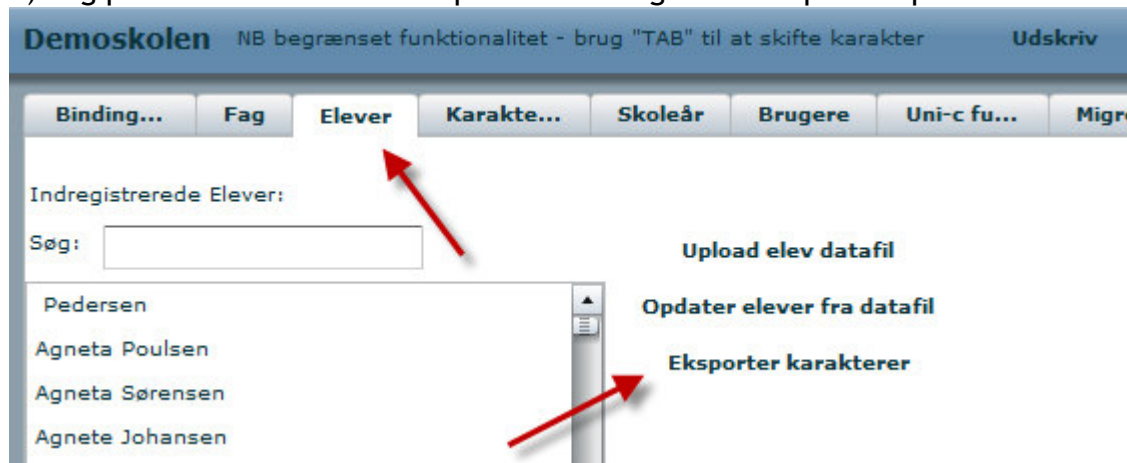 Demoskolen NB begrænset funktionalitet - brug "TAB" til at skifte karakter Udskriv
Binding... Fag Elever Karakte... Skoleår Brugere Uni-c fu...
Indregistrerede Elever:
Søg:
Upload elev datafil
Pedersen
Opdater elever fra datafil
Agneta Poulsen
Eksporter karakterer
Agneta Sørensen
Agnete Johansen